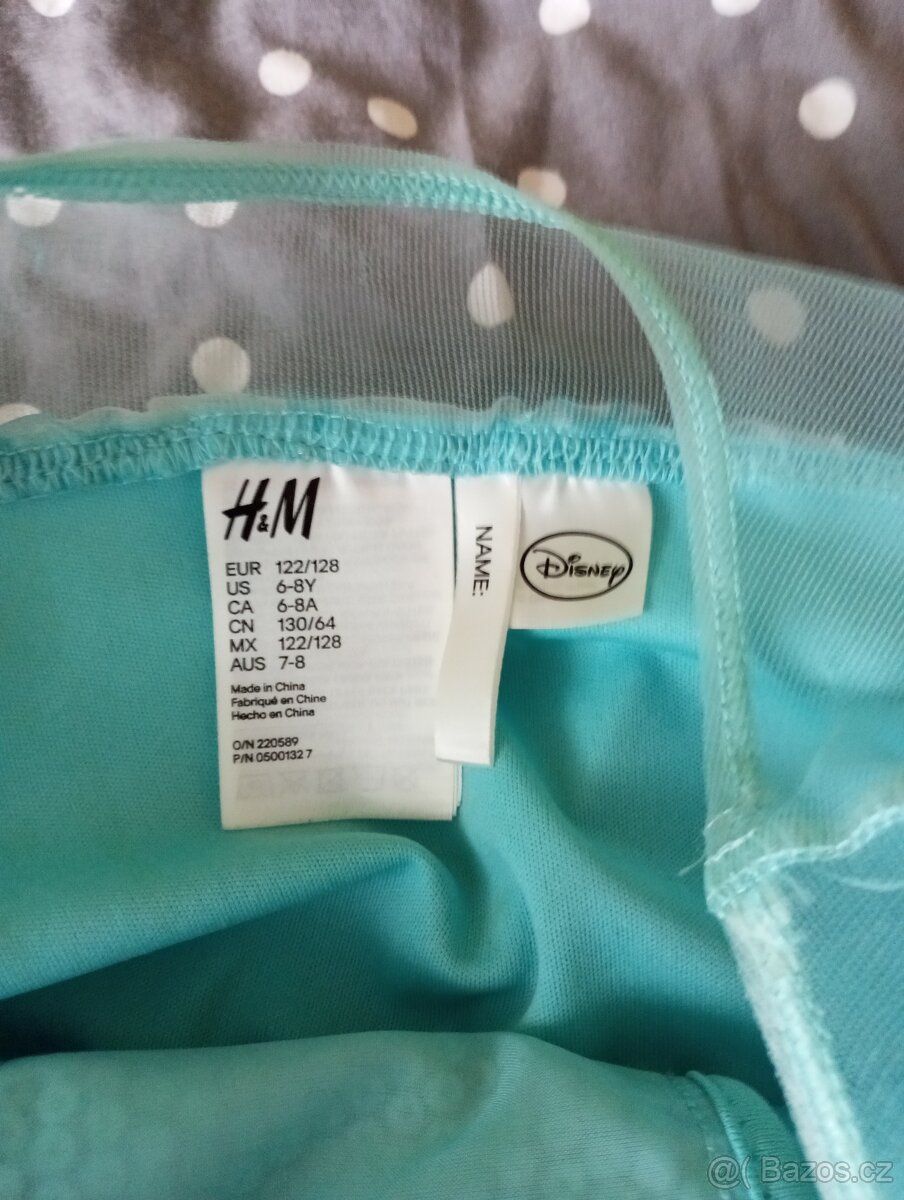 H&M
EUR 122/128
US 6-8Y
CA 6-8A
CN 130/64
MX 122/128
AUS 7-8
Made in China
Fabriqué en Chine
Hecho en China
O/N 220589
P/N 0500132 7
NAME:
Disney
@( Bazos.cz